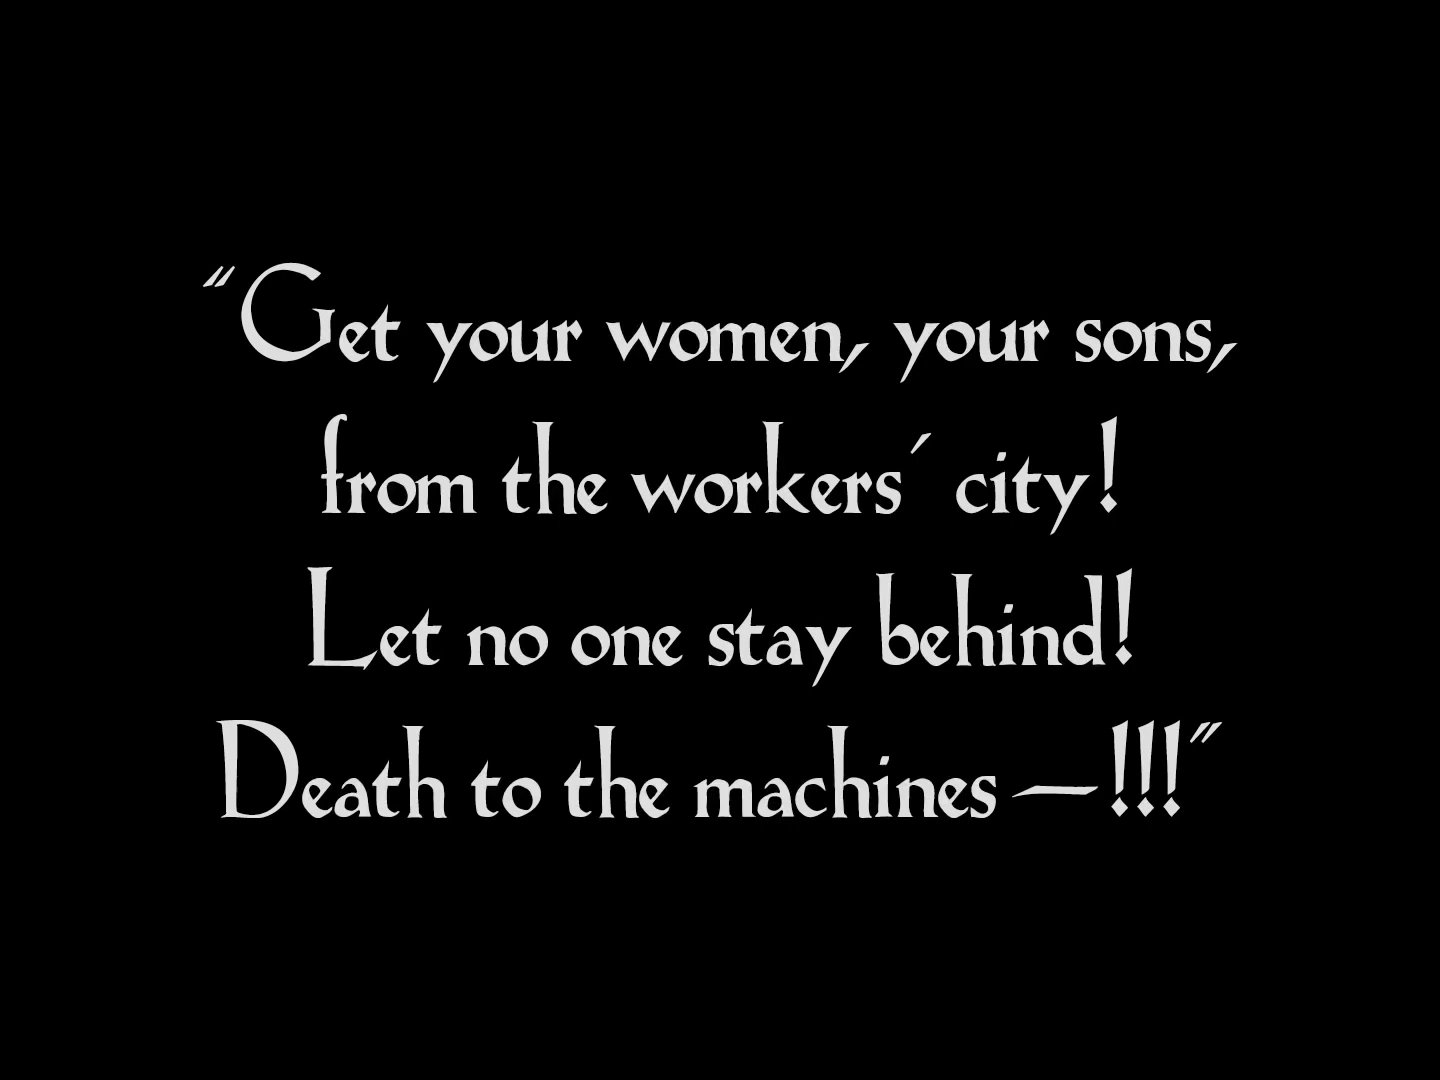 “Get your women, your sons,
from the workers´ city!
Let no one stay behind!
Death to the machines—!!!”